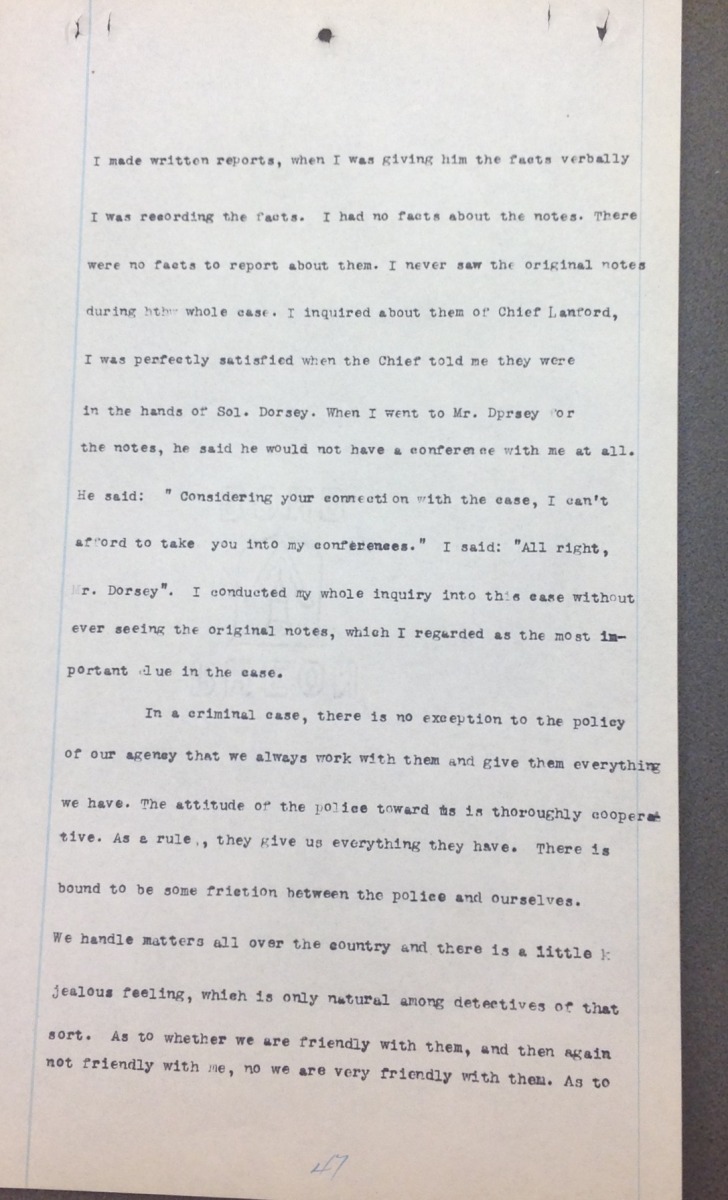 I made written reports, when I was giving him the facts verbally
I was recording the facts. I had no facts about the notes. There
were no facts to report about them. I never saw the original notes
during whole case. I inquired about them of Chief Lanford,
I was perfectly satisfied when the Chief told me they were
in the hands of Sol. Dorsey. When I went to Mr. Dprsey for
the notes, he said he would not have a conference with me at all.
He said: " Considering your connection with the case, I can't
afford to take you into my conferences." I said: "All right,
Mr. Dorsey". I conducted my whole inquiry into this case without
ever seeing the original notes, which I regarded as the most im-
portant clue in the case.
In a criminal case, there is no exception to the policy
of our agency that we always work with them and give them everything
we have. The attitude of the police toward us is thoroughly coopera
tive. As a rule,, they give us everything they have. There is
bound to be some friction between the police and ourselves.
We handle matters all over the country and there is a little k
jealous feeling, which is only natural among detectives of that
sort. As to whether we are friendly with them, and then again
not friendly with me, no we are very friendly with them. As to
47